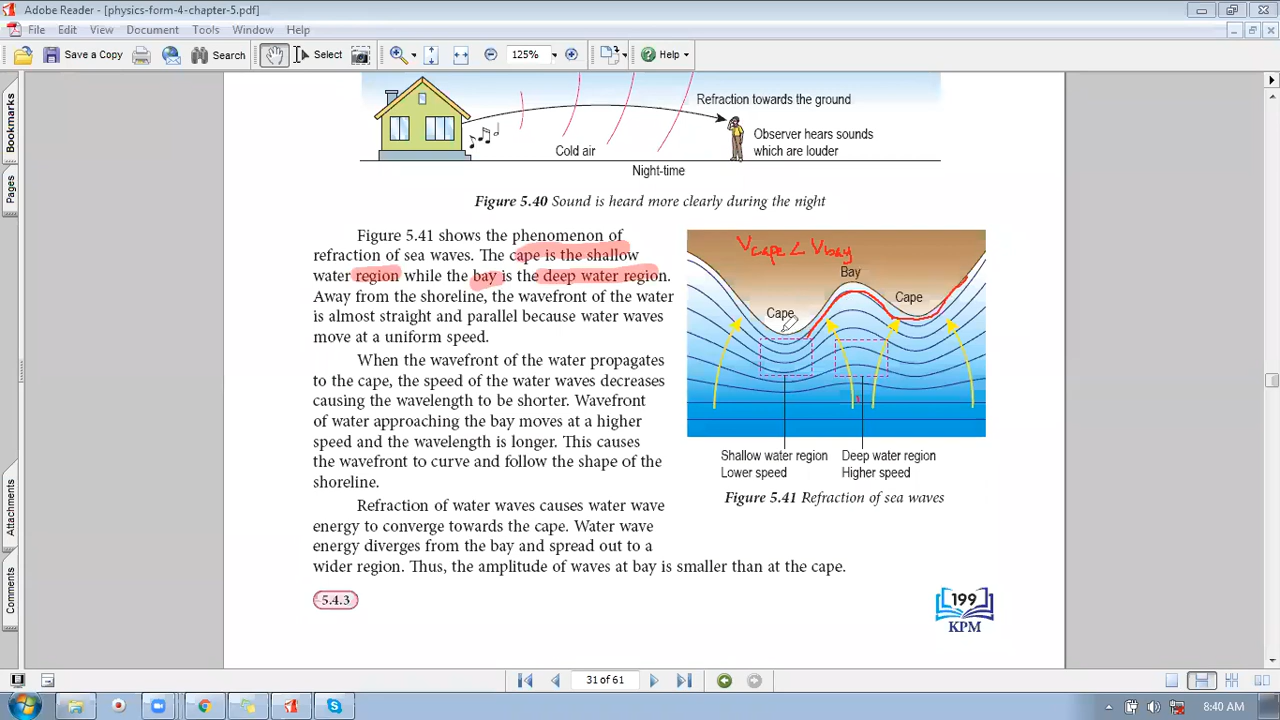 Adobe Reader - [physics-form-4-chapter-5.pdf]
File Edit View Document Tools Window Help
Save a Copy Search Select 125% Help
Bookmarks
Pages
Attachments
Comments
Refraction towards the ground
Observer hears sounds
which are louder
Cold air
Night-time
Figure 5.40 Sound is heard more clearly during the night
Figure 5.41 shows the phenomenon of
refraction of sea waves. The cape is the shallow
water region while the bay is the deep water region.
Away from the shoreline, the wavefront of the water
is almost straight and parallel because water waves
move at a uniform speed.
When the wavefront of the water propagates
to the cape, the speed of the water waves decreases
causing the wavelength to be shorter. Wavefront
of water approaching the bay moves at a higher
speed and the wavelength is longer. This causes
the wavefront to curve and follow the shape of the
shoreline.
Refraction of water waves causes water wave
energy to converge towards the cape. Water wave
energy diverges from the bay and spread out to a
wider region. Thus, the amplitude of waves at bay is smaller than at the cape.
Vcape < Vbay
Bay
Cape
Cape
Shallow water region
Lower speed
Deep water region
Higher speed
Figure 5.41 Refraction of sea waves
5.4.3
199
KPM
31 of 61
8:40 AM